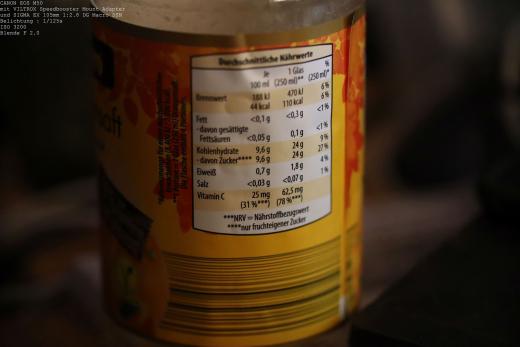 CANON EOS M50
mit VILTROX Speedbooster Mount Adapter
und SIGMA EX 105mm 1:2.8 DG Macro DSN
Belichtung : 1/125s
ISO 3200
Blende F 2.0
Durchschnittliche Nährwerte
Je 100 ml 1 Glas (250 ml)** % (250 ml)*
Brennwert 188 kJ 470 kJ 6%
44 kcal 110 kcal 6%
Fett <0,1 g <0,3 g <1%
- davon gesättigte
Fettsäuren <0,05 g 0,1 g <1%
Kohlenhydrate 9,6 g 24 g 9%
- davon Zucker**** 9,6 g 24 g 27%
Eiweiß 0,7 g 1,8 g 4%
Salz <0,03 g <0,07 g 1%
Vitamin C 25 mg 62,5 mg
(31 %***) (78 %***)
***NRV = Nährstoffbezugswert
****nur fruchteigener Zucker
saft